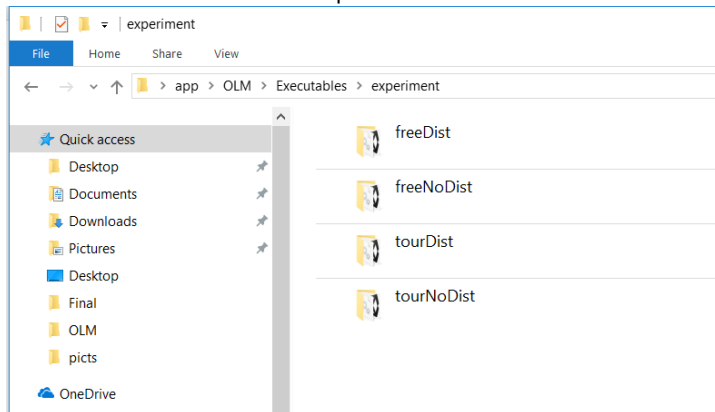 experiment
File Home Share View
app > OLM > Executables > experiment
Quick access
Desktop
Documents
Downloads
Pictures
Desktop
Final
OLM
picts
OneDrive
freeDist
freeNoDist
tourDist
tourNoDist